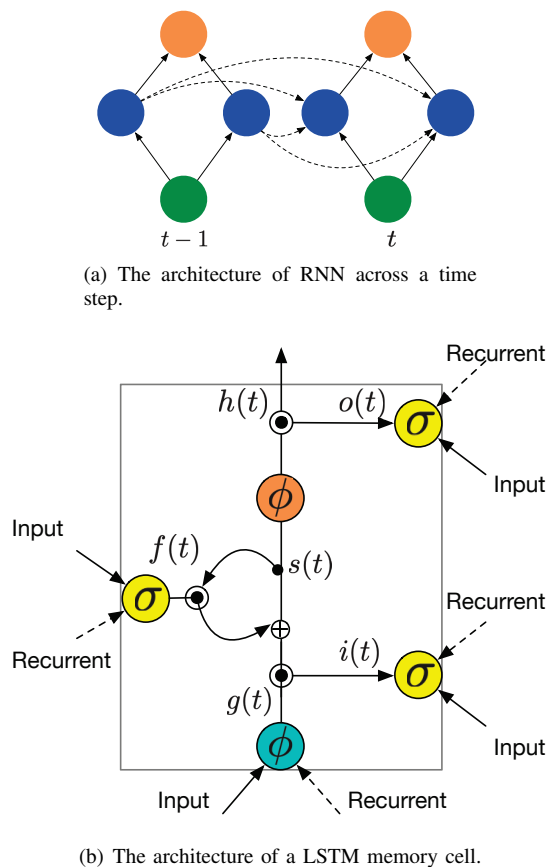 t − 1
t
(a) The architecture of RNN across a time
step.
Recurrent
h(t)
o(t)
σ
ϕ
Input
Input
f(t)
s(t)
σ
Recurrent
Recurrent
i(t)
σ
g(t)
ϕ
Input
Input
Recurrent
(b) The architecture of a LSTM memory cell.